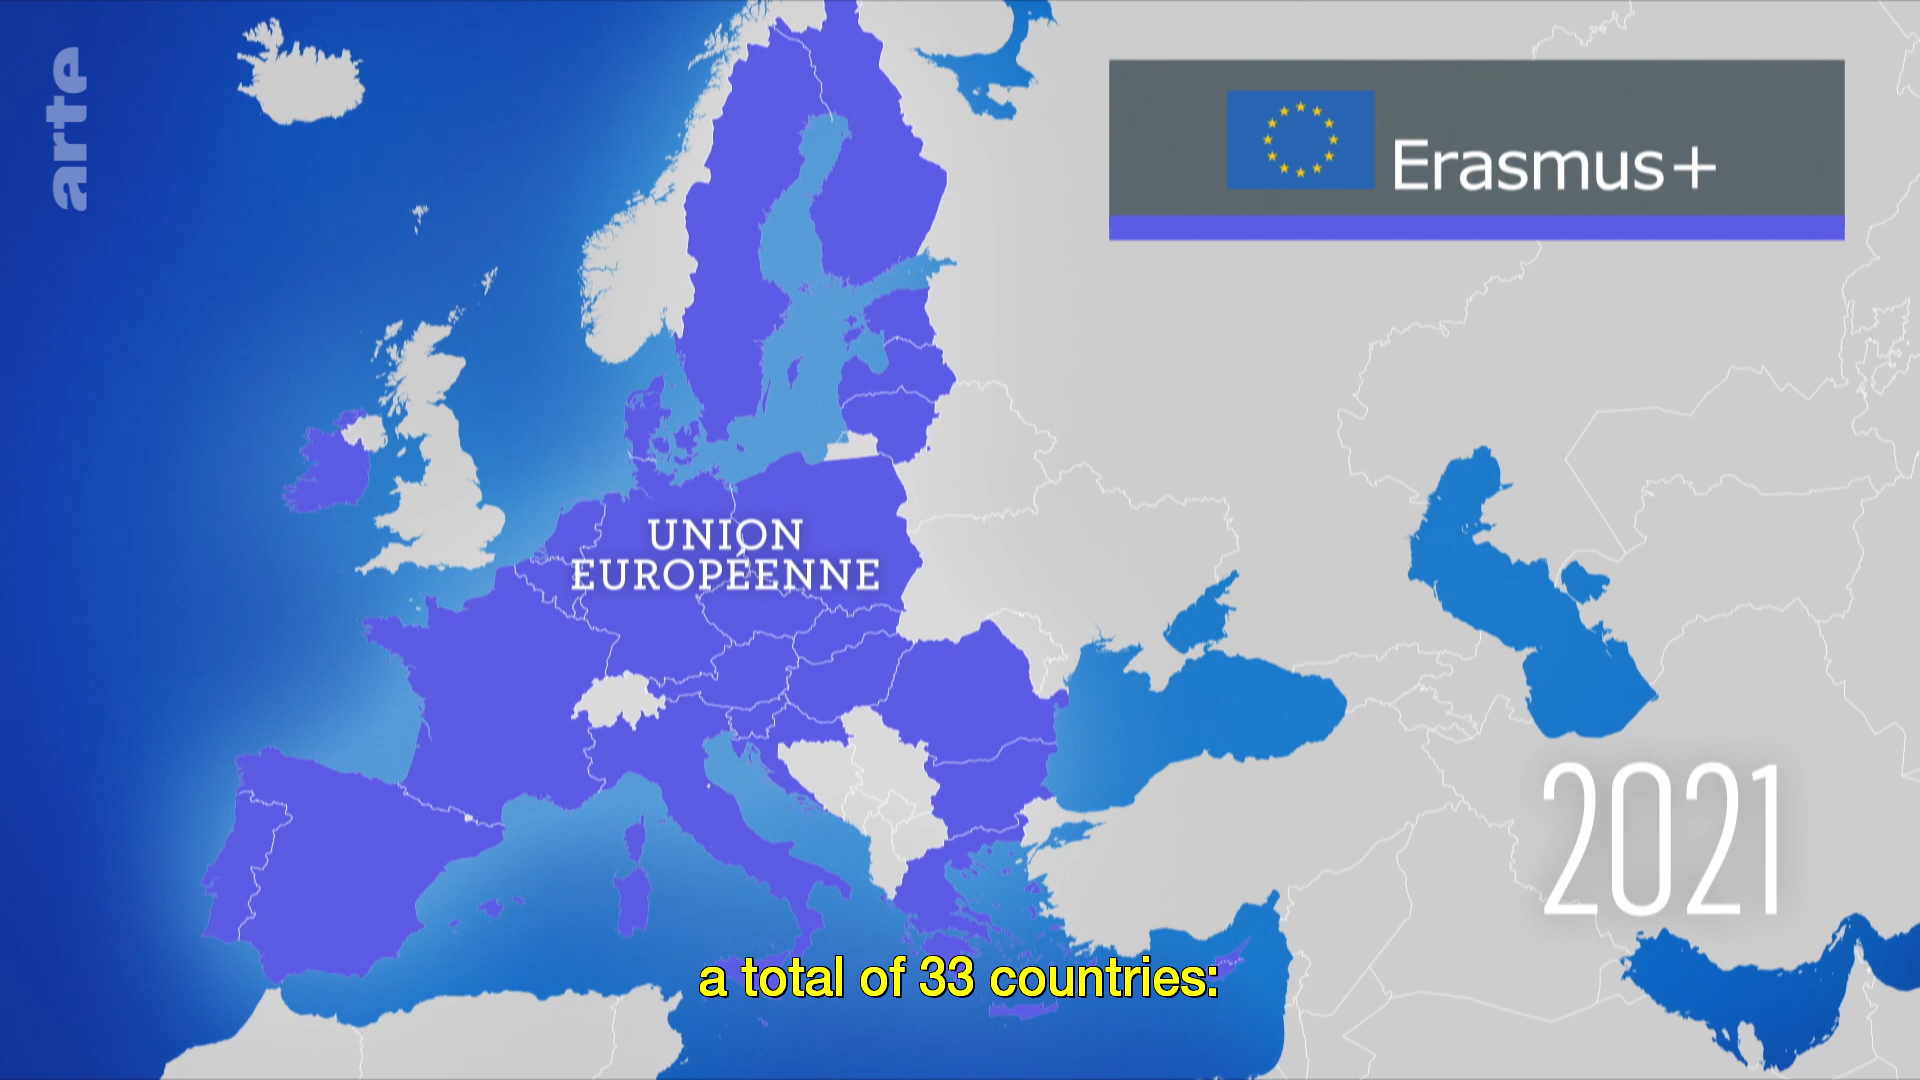 arte
Erasmus+
UNION
EUROPÉENNE
2021
a total of 33 countries: